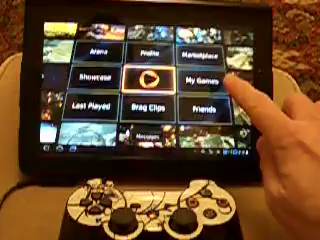 Arena Profile Marketplace
Showcase My Games
Last Played Brag Clips Friends
Messages